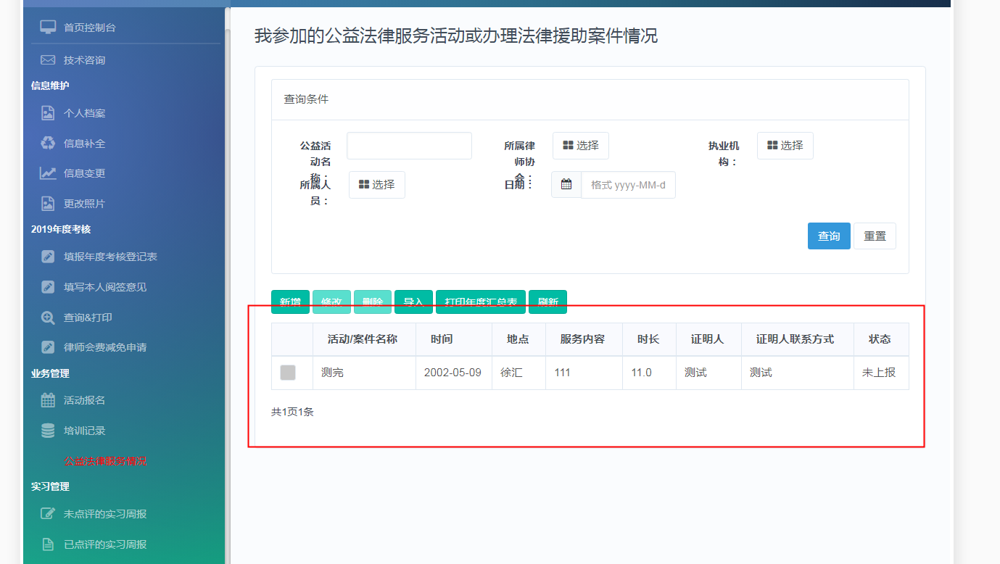 首页控制台
技术咨询
信息维护
个人档案
信息补全
信息变更
更改照片
2019年度考核
填报年度考核登记表
填写本人阅签意见
查询&打印
律师会费减免申请
业务管理
活动报名
培训记录
公益法律服务情况
实习管理
未点评的实习周报
已点评的实习周报
我参加的公益法律服务活动或办理法律援助案件情况
查询条件
公益活动名称：
所属律师协会：
选择
执业机构：
选择
所属人员：
选择
日期：
格式 yyyy-MM-d
查询 重置
新增 修改 删除 导入 打印年度汇总表 刷新
活动/案件名称 时间 地点 服务内容 时长 证明人 证明人联系方式 状态
测完 2002-05-09 徐汇 111 11.0 测试 测试 未上报
共1页1条